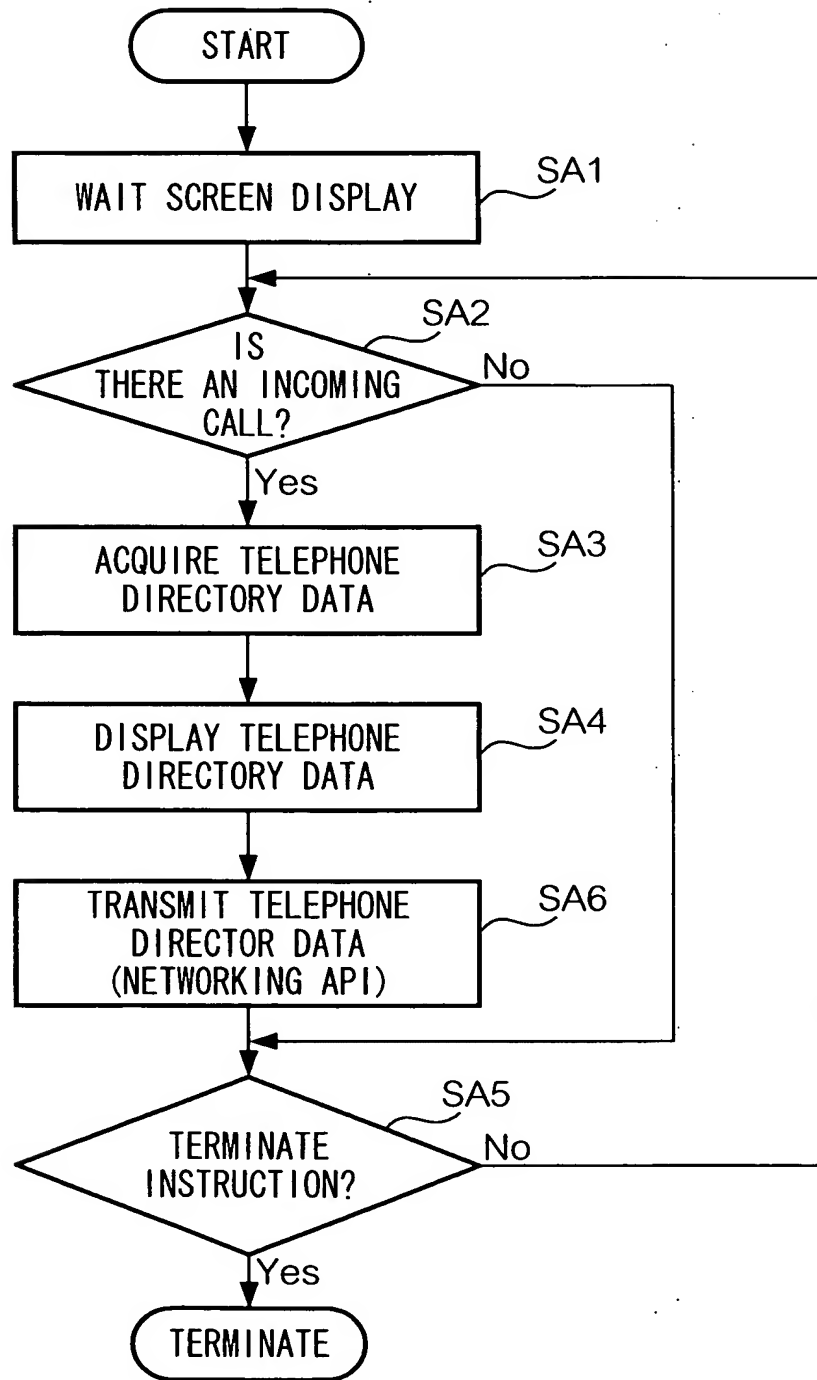 START
WAIT SCREEN DISPLAY
SA1
SA2
IS
THERE AN INCOMING
CALL?
No
Yes
ACQUIRE TELEPHONE
DIRECTORY DATA
SA3
DISPLAY TELEPHONE
DIRECTORY DATA
SA4
TRANSMIT TELEPHONE
DIRECTOR DATA
(NETWORKING API)
SA6
SA5
TERMINATE
INSTRUCTION?
No
Yes
TERMINATE